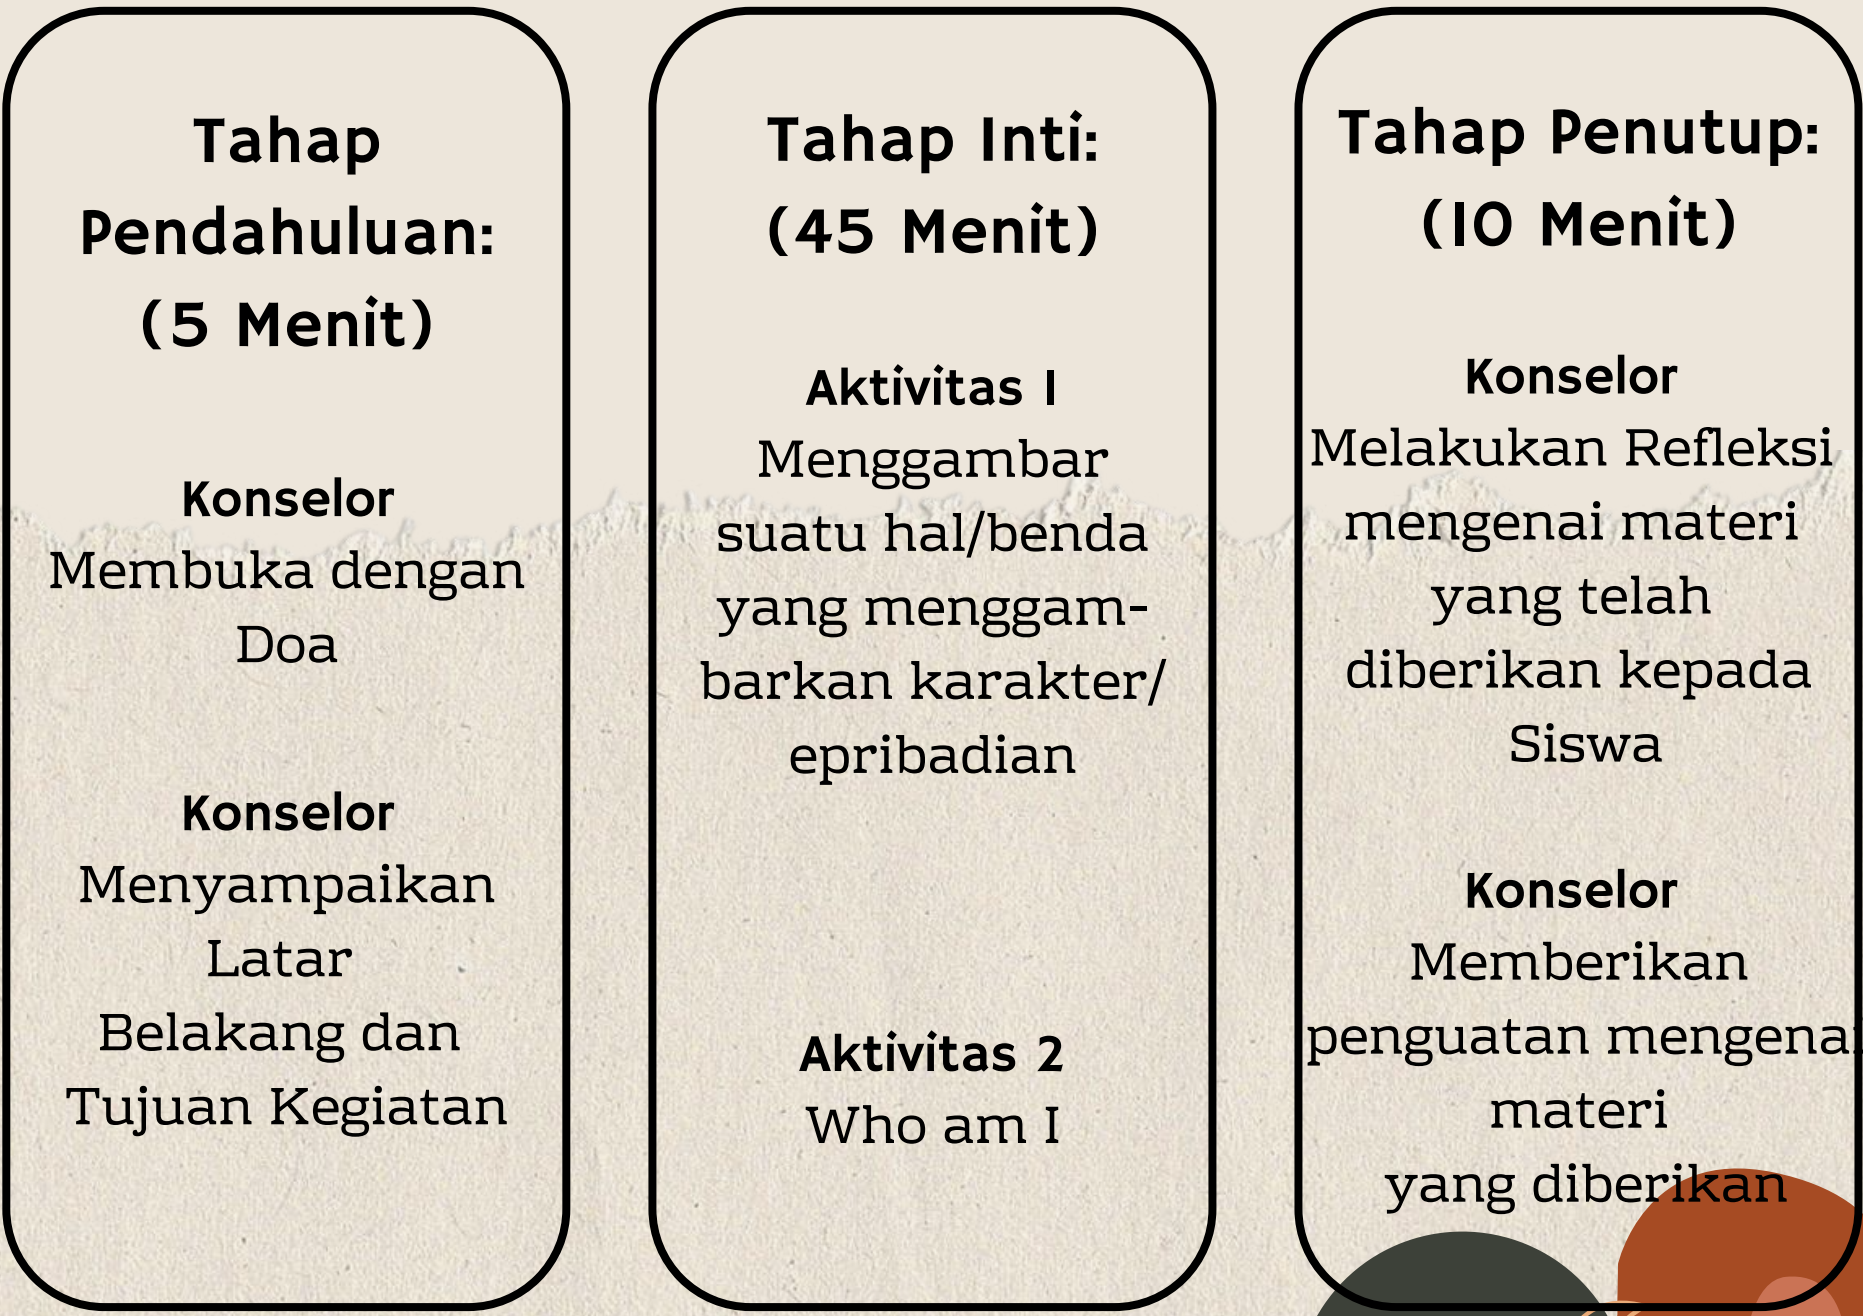 Tahap
Pendahuluan:
(5 Menit)
Konselor
Membuka dengan
Doa
Konselor
Menyampaikan
Latar
Belakang dan
Tujuan Kegiatan
Tahap Inti:
(45 Menit)
Aktivitas 1
Menggambar
suatu hal/benda
yang menggam-
barkan karakter/
epribadian
Aktivitas 2
Who am I
Tahap Penutup:
(10 Menit)
Konselor
Melakukan Refleksi
mengenai materi
yang telah
diberikan kepada
Siswa
Konselor
Memberikan
penguatan mengenai
materi
yang diberikan